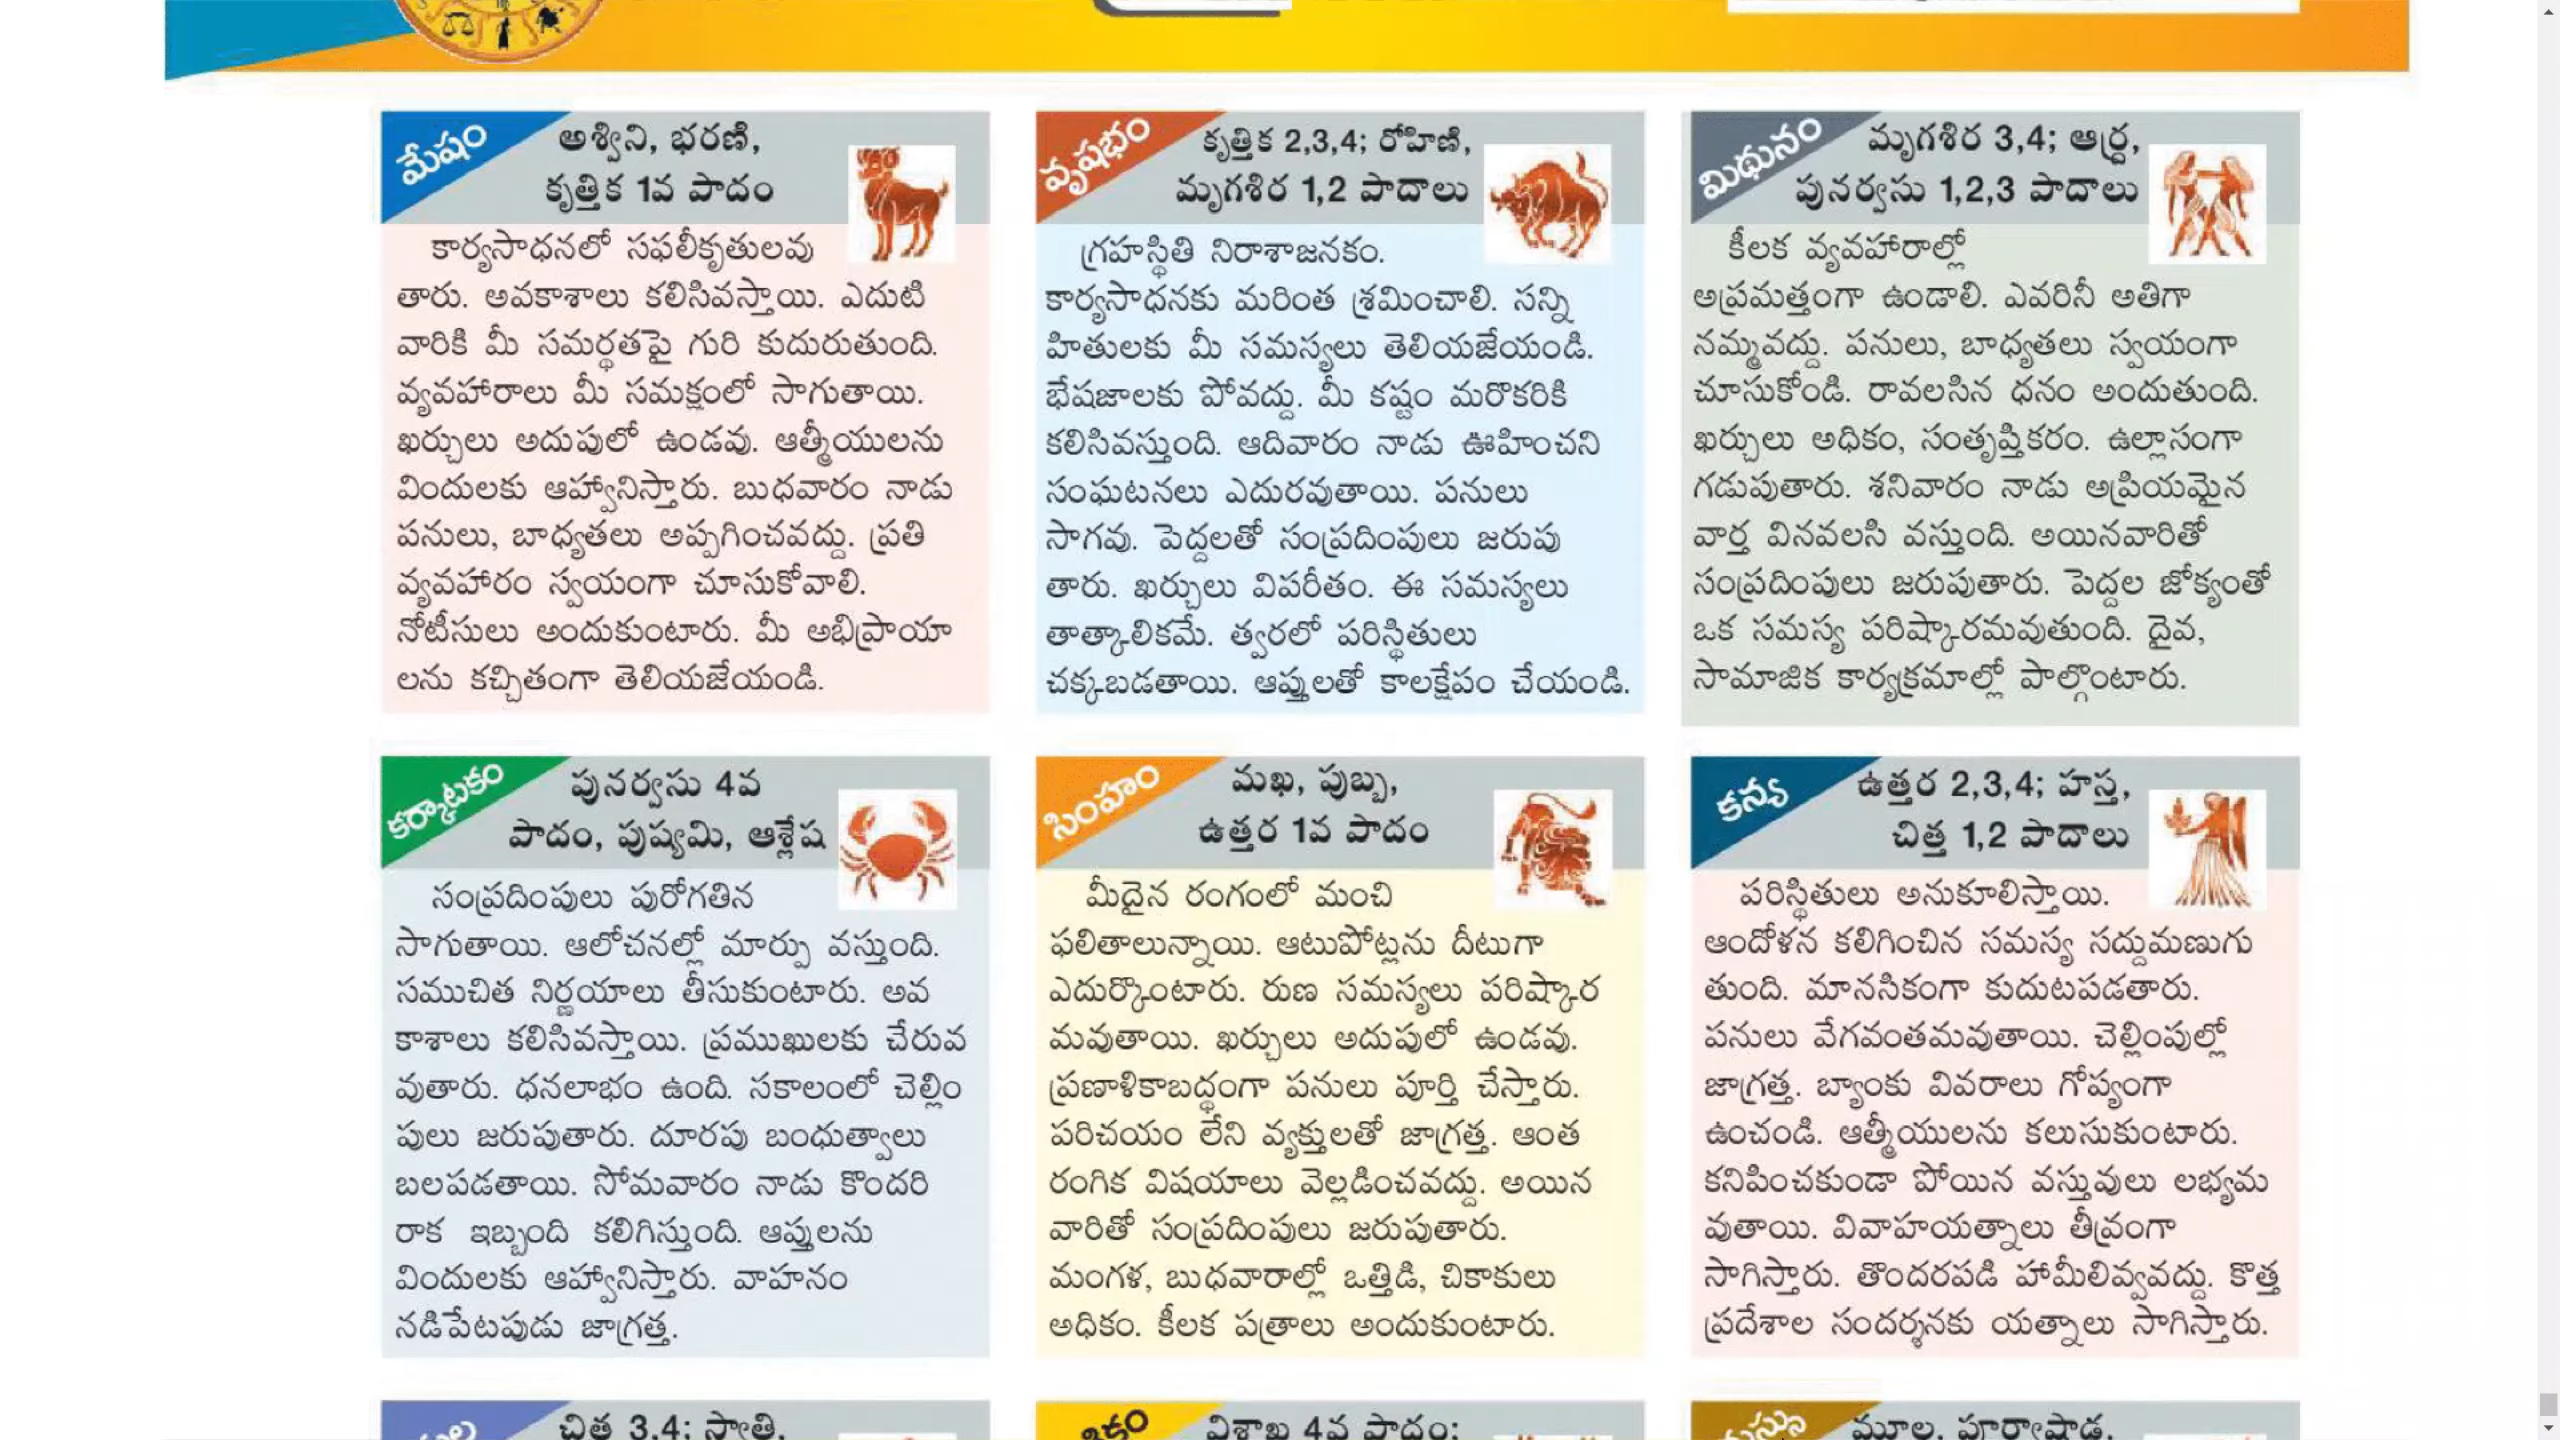 మేషం
అశ్విని, భరణి,
కృత్తిక 1వ పాదం
కార్యసాధనలో సఫలీకృతులవు
తారు. అవకాశాలు కలిసివస్తాయి. ఎదుటి
వారికి మీ సమర్థతపై గురి కుదురుతుంది.
వ్యవహారాలు మీ సమక్షంలో సాగుతాయి.
ఖర్చులు అదుపులో ఉండవు. ఆత్మీయులను
విందులకు ఆహ్వానిస్తారు. బుధవారం నాడు
పనులు, బాధ్యతలు అప్పగించవద్దు. ప్రతి
వ్యవహారం స్వయంగా చూసుకోవాలి.
నోటీసులు అందుకుంటారు. మీ అభిప్రాయా
లను కచ్చితంగా తెలియజేయండి.
వృషభం
కృత్తిక 2,3,4; రోహిణి,
మృగశిర 1,2 పాదాలు
గ్రహస్థితి నిరాశాజనకం.
కార్యసాధనకు మరింత శ్రమించాలి. సన్ని
హితులకు మీ సమస్యలు తెలియజేయండి.
భేషజాలకు పోవద్దు. మీ కష్టం మరొకరికి
కలిసివస్తుంది. ఆదివారం నాడు ఊహించని
సంఘటనలు ఎదురవుతాయి. పనులు
సాగవు. పెద్దలతో సంప్రదింపులు జరుపు
తారు. ఖర్చులు విపరీతం. ఈ సమస్యలు
తాత్కాలికమే. త్వరలో పరిస్థితులు
చక్కబడతాయి. ఆప్తులతో కాలక్షేపం చేయండి.
మిథునం
మృగశిర 3,4; ఆర్ద్ర,
పునర్వసు 1,2,3 పాదాలు
కీలక వ్యవహారాల్లో
అప్రమత్తంగా ఉండాలి. ఎవరినీ అతిగా
నమ్మవద్దు. పనులు, బాధ్యతలు స్వయంగా
చూసుకోండి. రావలసిన ధనం అందుతుంది.
ఖర్చులు అధికం, సంతృప్తికరం. ఉల్లాసంగా
గడుపుతారు. శనివారం నాడు అప్రియమైన
వార్త వినవలసి వస్తుంది. అయినవారితో
సంప్రదింపులు జరుపుతారు. పెద్దల జోక్యంతో
ఒక సమస్య పరిష్కారమవుతుంది. దైవ,
సామాజిక కార్యక్రమాల్లో పాల్గొంటారు.
కర్కాటకం
పునర్వసు 4వ
పాదం, పుష్యమి, ఆశ్లేష
సంప్రదింపులు పురోగతిన
సాగుతాయి. ఆలోచనల్లో మార్పు వస్తుంది.
సముచిత నిర్ణయాలు తీసుకుంటారు. అవ
కాశాలు కలిసివస్తాయి. ప్రముఖులకు చేరువ
వుతారు. ధనలాభం ఉంది. సకాలంలో చెల్లిం
పులు జరుపుతారు. దూరపు బంధుత్వాలు
బలపడతాయి. సోమవారం నాడు కొందరి
రాక ఇబ్బంది కలిగిస్తుంది. ఆప్తులను
విందులకు ఆహ్వానిస్తారు. వాహనం
నడిపేటపుడు జాగ్రత్త.
సింహం
మఖ, పుబ్బ,
ఉత్తర 1వ పాదం
మీదైన రంగంలో మంచి
ఫలితాలున్నాయి. ఆటుపోట్లను దీటుగా
ఎదుర్కొంటారు. రుణ సమస్యలు పరిష్కార
మవుతాయి. ఖర్చులు అదుపులో ఉండవు.
ప్రణాళికాబద్ధంగా పనులు పూర్తి చేస్తారు.
పరిచయం లేని వ్యక్తులతో జాగ్రత్త. ఆంత
రంగిక విషయాలు వెల్లడించవద్దు. అయిన
వారితో సంప్రదింపులు జరుపుతారు.
మంగళ, బుధవారాల్లో ఒత్తిడి, చికాకులు
అధికం. కీలక పత్రాలు అందుకుంటారు.
కన్య
ఉత్తర 2,3,4; హస్త,
చిత్త 1,2 పాదాలు
పరిస్థితులు అనుకూలిస్తాయి.
ఆందోళన కలిగించిన సమస్య సద్దుమణుగు
తుంది. మానసికంగా కుదుటపడతారు.
పనులు వేగవంతమవుతాయి. చెల్లింపుల్లో
జాగ్రత్త. బ్యాంకు వివరాలు గోప్యంగా
ఉంచండి. ఆత్మీయులను కలుసుకుంటారు.
కనిపించకుండా పోయిన వస్తువులు లభ్యమ
వుతాయి. వివాహయత్నాలు తీవ్రంగా
సాగిస్తారు. తొందరపడి హామీలివ్వవద్దు. కొత్త
ప్రదేశాల సందర్శనకు యత్నాలు సాగిస్తారు.
చిత్త 3,4; స్వాతి,
విశాఖ 4వ పాదం;
మూల, పూర్వాషాఢ,